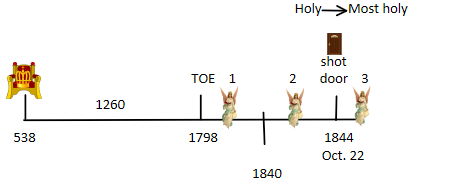 Holy Most holy
shot
door
TOE 1 2 3
1260
538 1798 1844
Oct. 22
1840